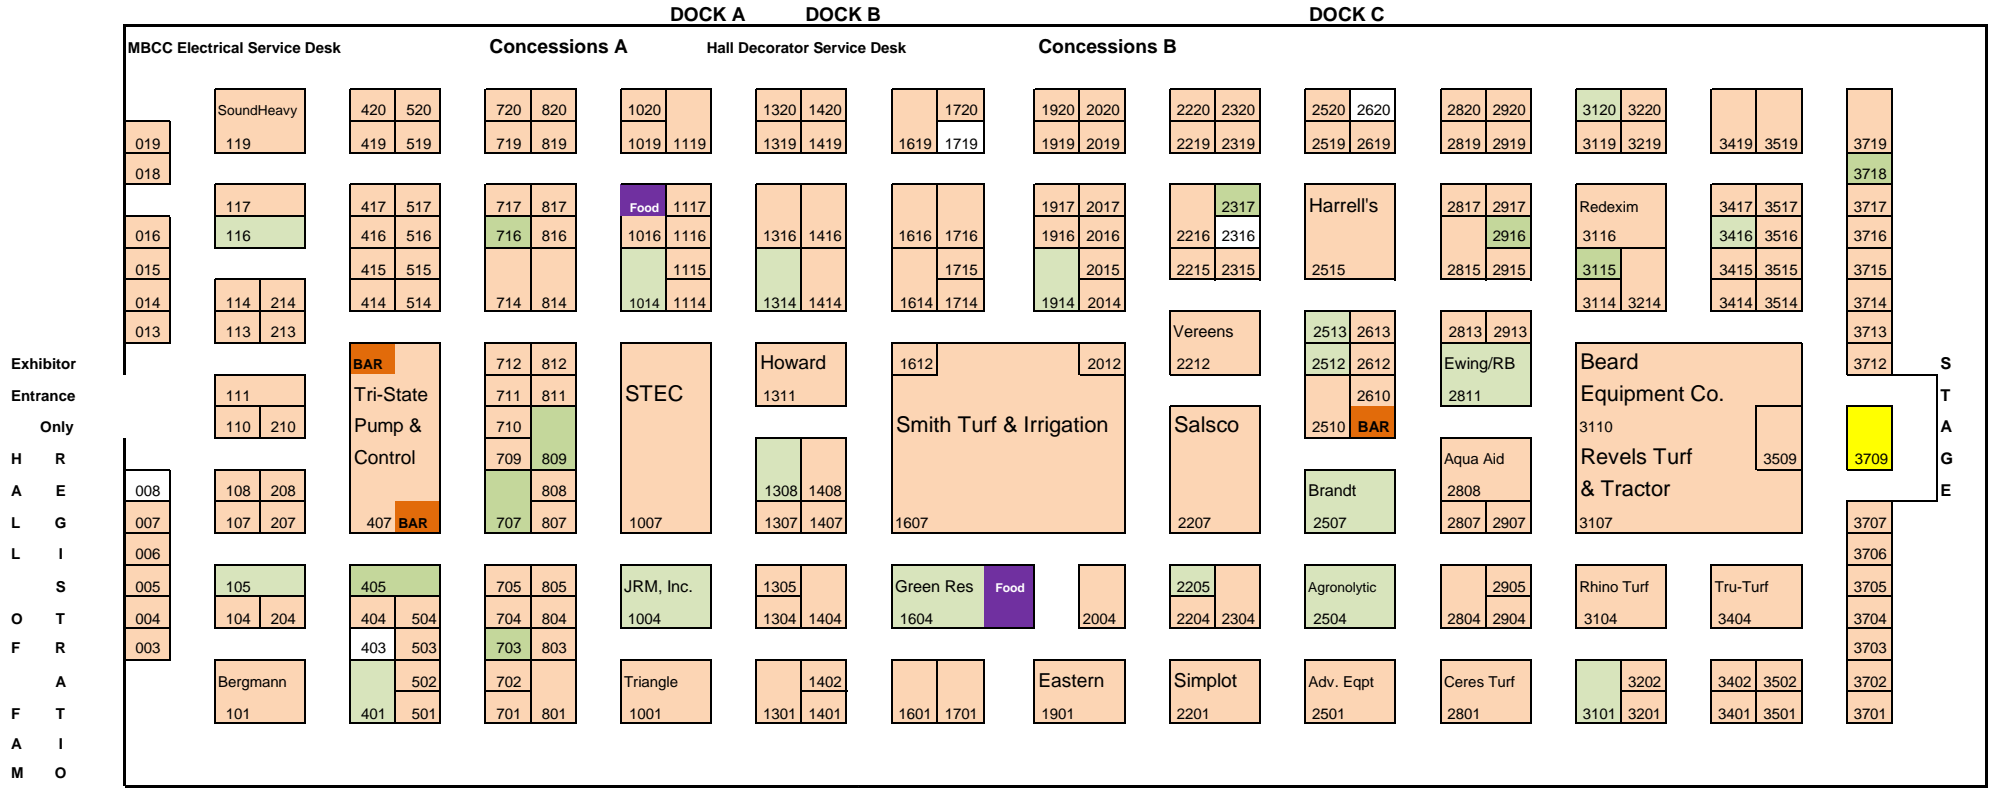 DOCK A DOCK B DOCK C
MBCC Electrical Service Desk Concessions A Hall Decorator Service Desk Concessions B
SoundHeavy 420 520 720 820 1020 1320 1420 1720 1920 2020 2220 2320 2520 2620 2820 2920 3120 3220
019 119 419 519 719 819 1019 1119 1319 1419 1619 1719 1919 2019 2219 2319 2519 2619 2819 2919 3119 3219 3419 3519 3719
018 3718
117 417 517 717 817 Food 1117 1917 2017 2317 Harrell's 2817 2917 Redexim 3417 3517 3717
016 116 416 516 716 816 1016 1116 1316 1416 1616 1716 1916 2016 2216 2316 2916 3116 3416 3516 3716
015 415 515 1115 1715 2015 2215 2315 2515 2815 2915 3115 3415 3515 3715
014 114 214 414 514 714 814 1014 1114 1314 1414 1614 1714 1914 2014 3114 3214 3414 3514 3714
013 113 213 Vereens 2513 2613 2813 2913 3713
Exhibitor BAR 712 812 Howard 1612 2012 2212 2512 2612 Ewing/RB Beard 3712 S
Entrance 111 Tri-State 711 811 STEC 1311 2610 2811 Equipment Co. T
Only 110 210 Pump & 710 Smith Turf & Irrigation Salsco 2510 BAR 3110 A
H R Control 709 809 Aqua Aid Revels Turf 3509 3709 G
A E 008 108 208 808 1308 1408 Brandt 2808 & Tractor E
L G 007 107 207 407 BAR 707 807 1007 1307 1407 1607 2207 2507 2807 2907 3107 3707
L I 006 3706
S 005 105 405 705 805 JRM, Inc. 1305 Green Res Food 2205 Agronolytic 2905 Rhino Turf Tru-Turf 3705
O T 004 104 204 404 504 704 804 1004 1304 1404 1604 2004 2204 2304 2504 2804 2904 3104 3404 3704
F R 003 403 503 703 803 3703
A Bergmann 502 702 Triangle 1402 Eastern Simplot Adv. Eqpt Ceres Turf 3202 3402 3502 3702
F T 101 401 501 701 801 1001 1301 1401 1601 1701 1901 2201 2501 2801 3101 3201 3401 3501 3701
A I
M O